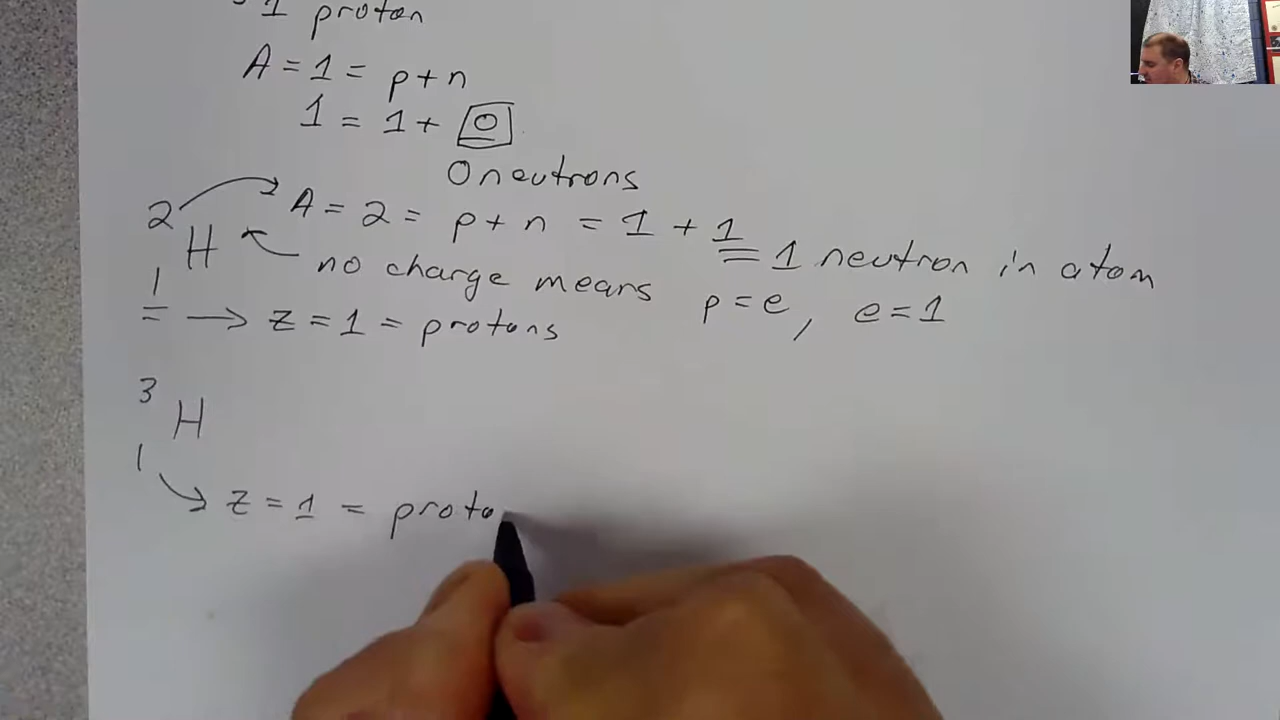 1 proton
A = 1 = p + n
1 = 1 + 0
0 neutrons
2 H 1
A = 2 = p + n = 1 + 1 = 1 neutron in atom
no charge means p = e, e = 1
z = 1 = protons
3 H 1
z = 1 = proto